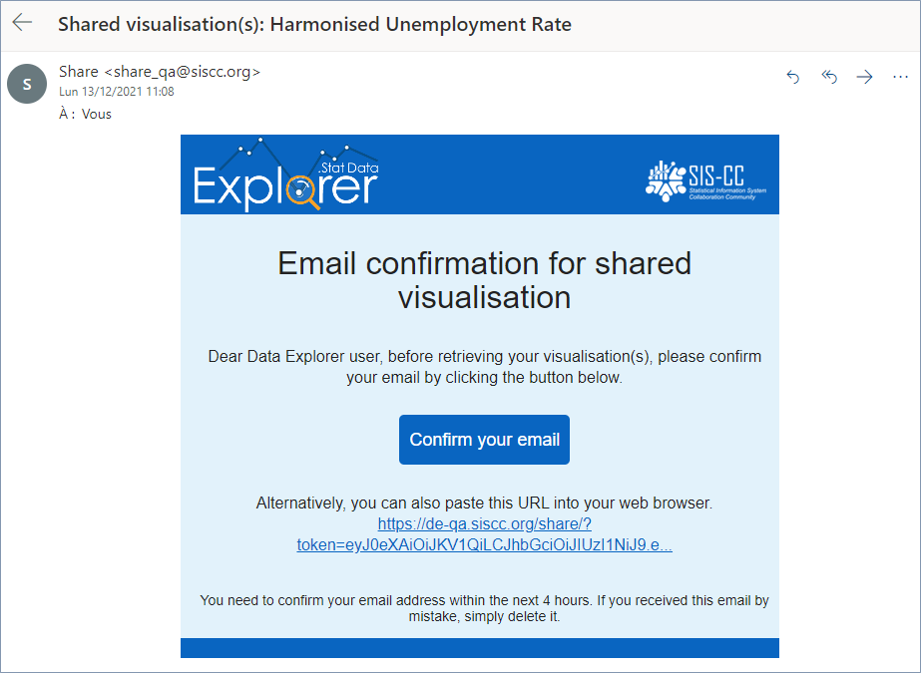 Shared visualisation(s): Harmonised Unemployment Rate
S
Share <share_qa@siscc.org>
Lun 13/12/2021 11:08
À : Vous
.Stat Data
Explorer
SIS-CC
Statistical Information System
Collaboration Community
Email confirmation for shared
visualisation
Dear Data Explorer user, before retrieving your visualisation(s), please confirm
your email by clicking the button below.
Confirm your email
Alternatively, you can also paste this URL into your web browser.
https://de-qa.siscc.org/share/?
token=eyJ0eXAiOiJKV1QiLCJhbGciOiJIUzI1NiJ9.e...
You need to confirm your email address within the next 4 hours. If you received this email by
mistake, simply delete it.